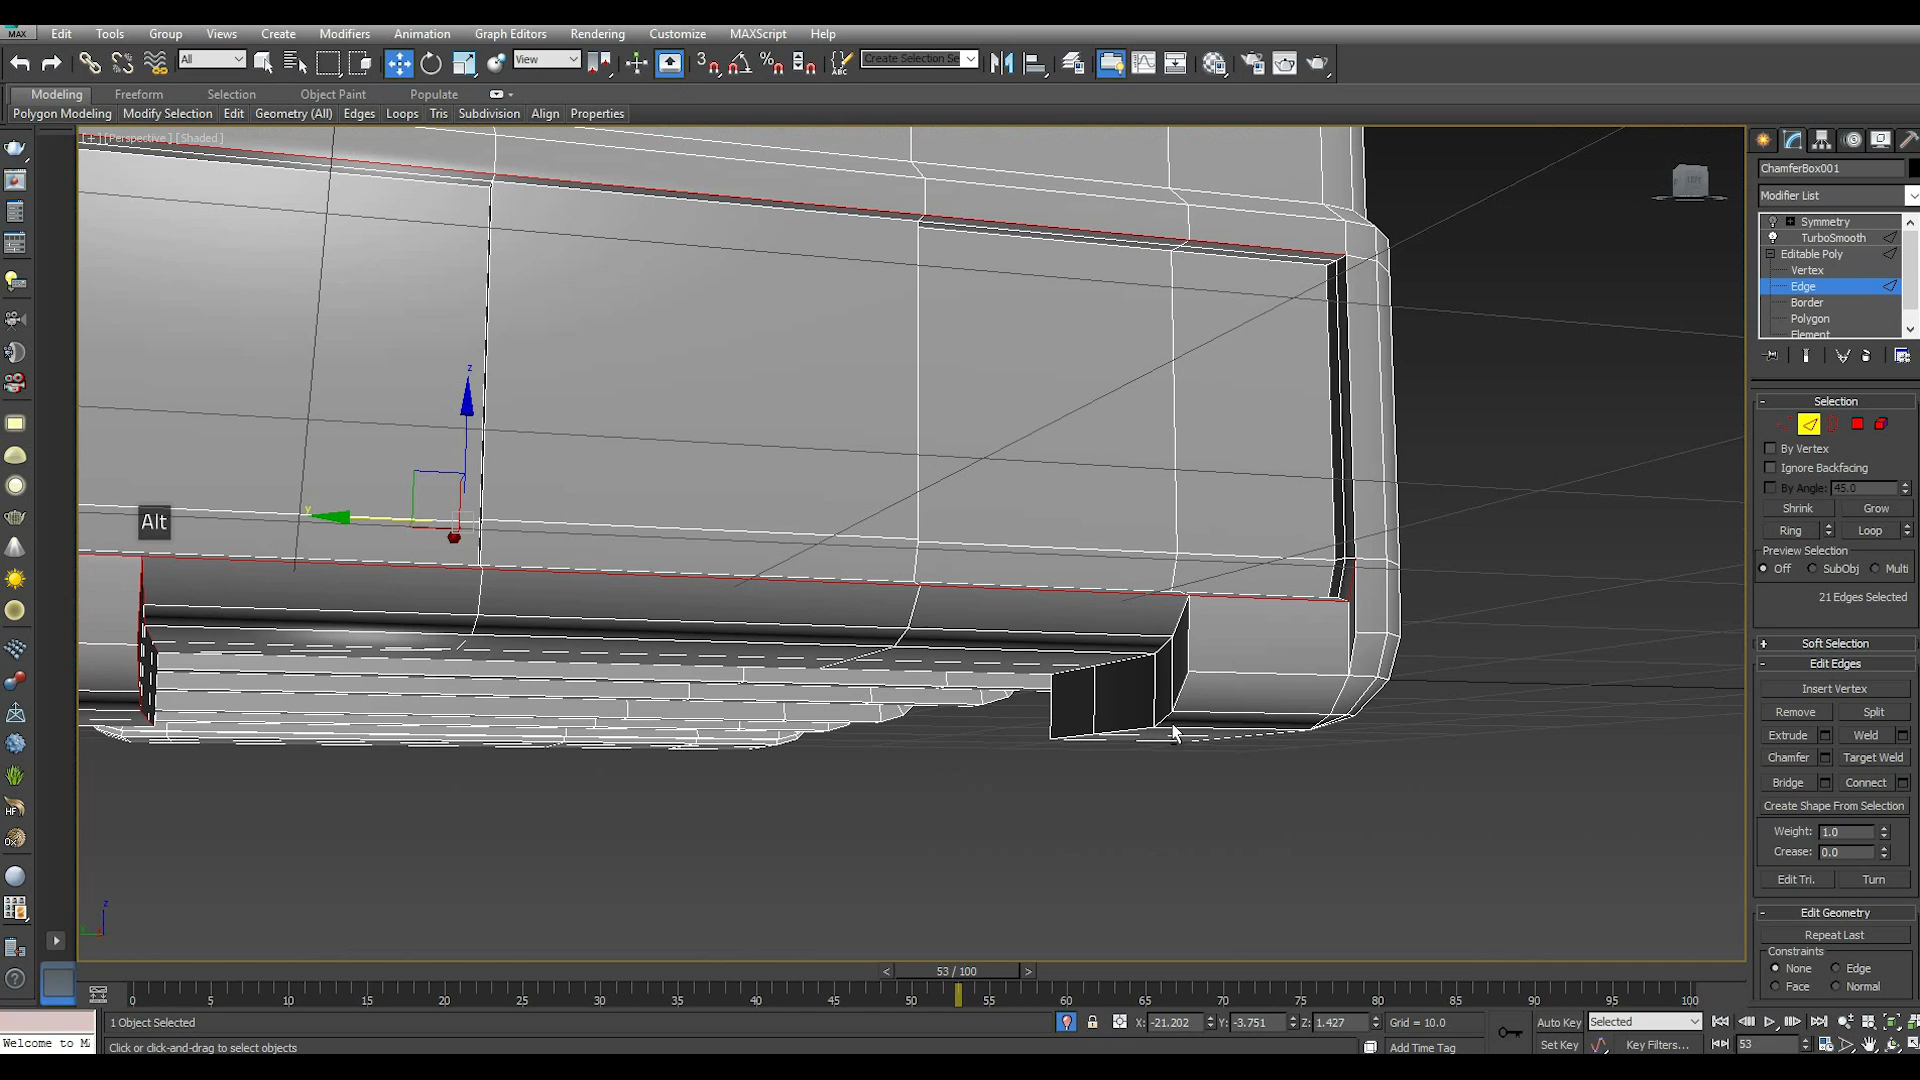 MAX Edit Tools Group Views Create Modifiers Animation Graph Editors Rendering Customize MAXScript Help
All View ABC Create Selection Se
Modeling Freeform Selection Object Paint Populate
Polygon Modeling Modify Selection Edit Geometry (All) Edges Loops Tris Subdivision Align Properties
[+] [Perspective] [Shaded]
z
y
Alt
z
HF
ChamferBox001
Modifier List
Symmetry
TurboSmooth
Editable Poly
Vertex
Edge
Border
Polygon
Element
Selection
By Vertex
Ignore Backfacing
By Angle: 45.0
Shrink Grow
Ring Loop
Preview Selection
Off SubObj Multi
21 Edges Selected
Soft Selection
Edit Edges
Insert Vertex
Remove Split
Extrude Weld
Chamfer Target Weld
Bridge Connect
Create Shape From Selection
Weight: 1.0
Crease: 0.0
Edit Tri. Turn
Edit Geometry
Repeat Last
Constraints
None Edge
Face Normal
< 53 / 100 >
0 5 10 15 20 25 30 35 40 45 50 55 60 65 70 75 80 85 90 95 100
1 Object Selected X: -21.202 Y: -3.751 Z: 1.427 Grid = 10.0 Auto Key Selected
Welcome to Click or click-and-drag to select objects Add Time Tag Set Key Key Filters... 53